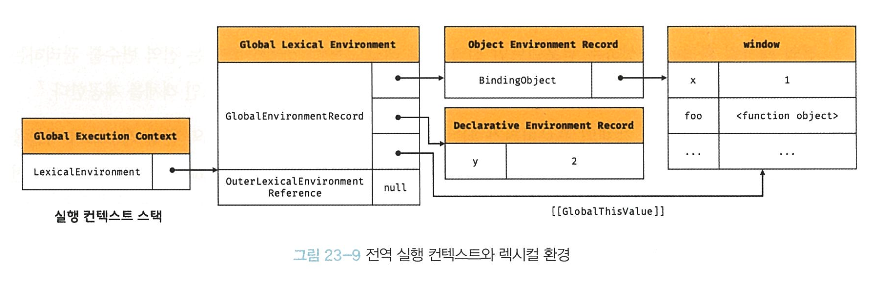 Global Execution Context
LexicalEnvironment
실행 컨텍스트 스택
Global Lexical Environment
GlobalEnvironmentRecord
OuterLexicalEnvironment
Reference
null
Object Environment Record
BindingObject
Declarative Environment Record
y
2
window
x
1
foo
<function object>
...
...
[[GlobalThisValue]]
그림 23-9 전역 실행 컨텍스트와 렉시컬 환경